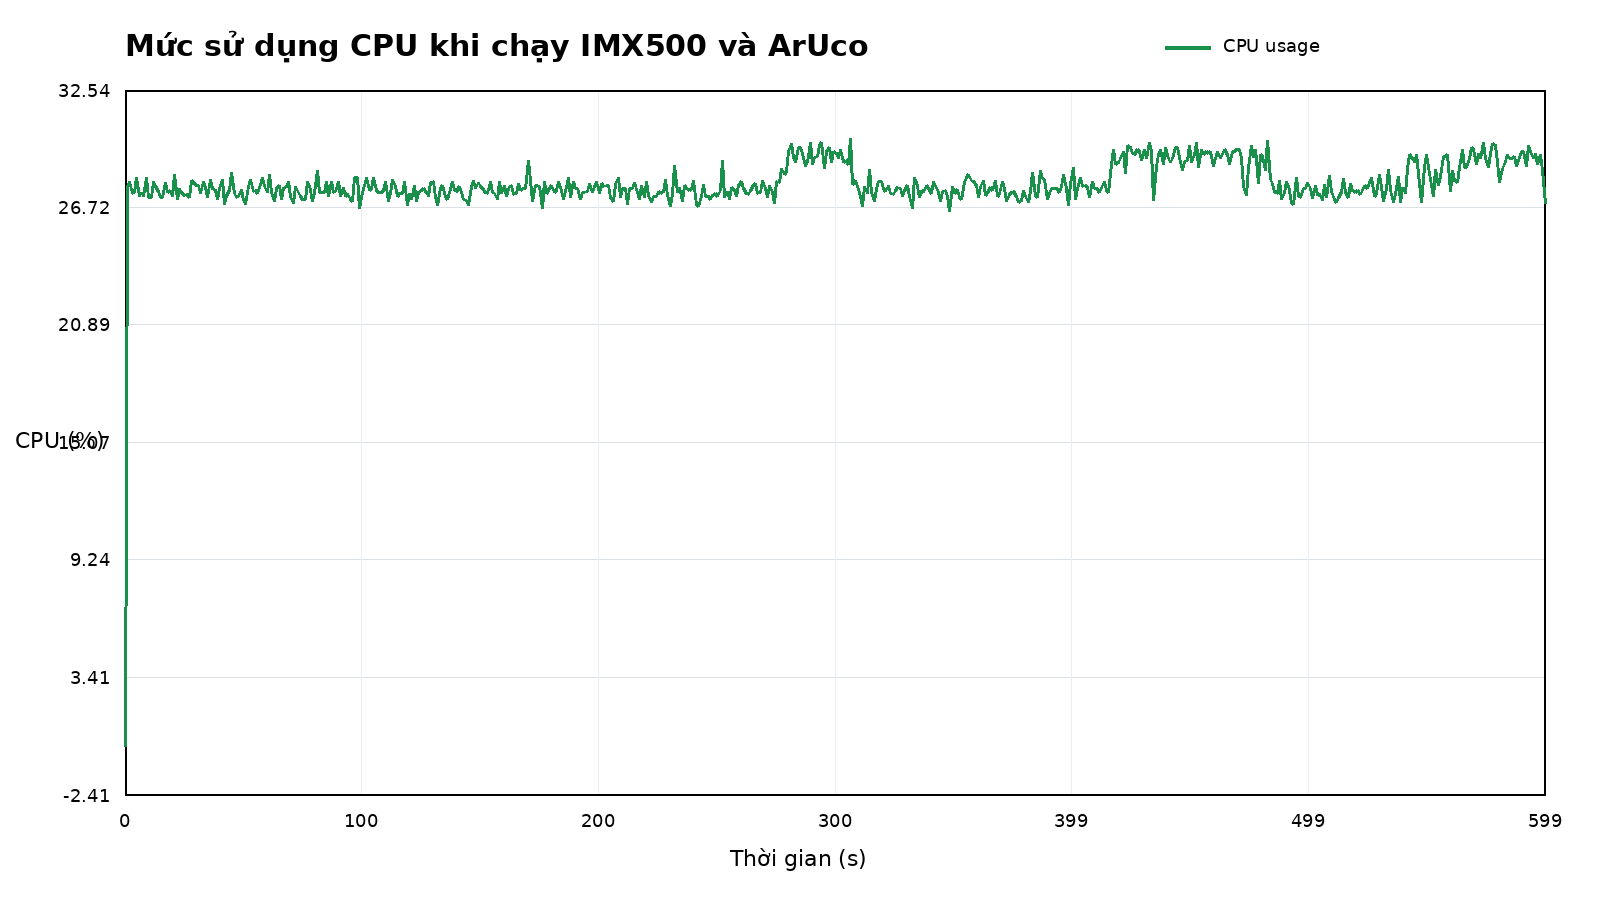 Mức sử dụng CPU khi chạy IMX500 và ArUco
CPU usage
32.54
26.72
20.89
CPU (%)
15.07
9.24
3.41
-2.41
0 100 200 300 399 499 599
Thời gian (s)